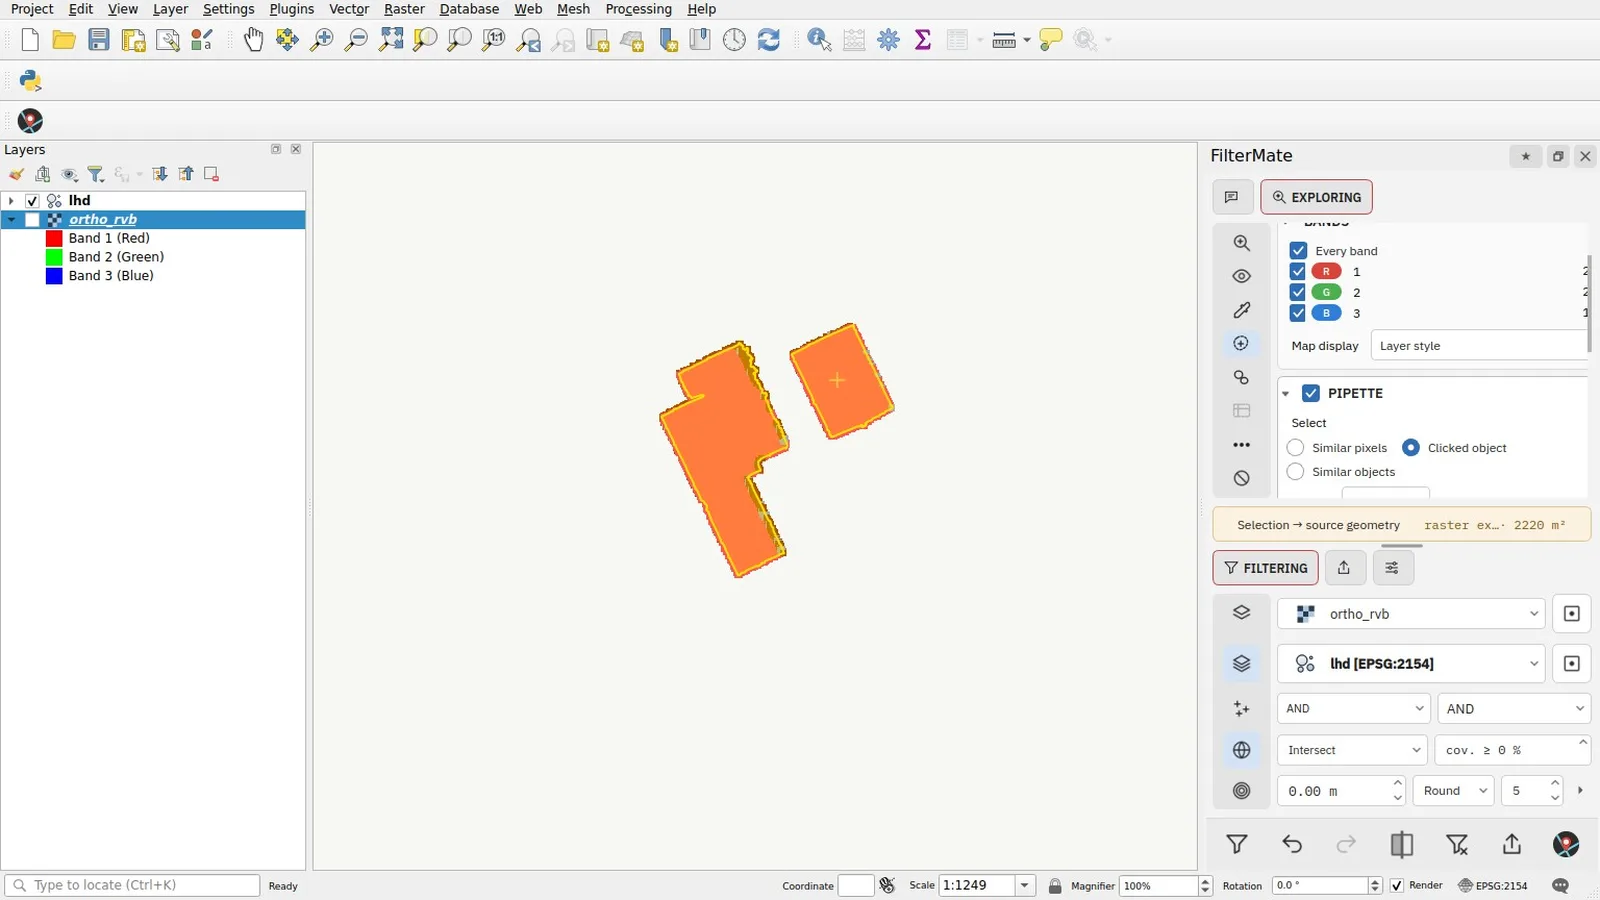 Project Edit View Layer Settings Plugins Vector Raster Database Web Mesh Processing Help
Layers
lhd
ortho_rvb
Band 1 (Red)
Band 2 (Green)
Band 3 (Blue)
FilterMate
EXPLORING
BANDS
Every band
R 1
G 2
B 3
Map display Layer style
PIPETTE
Select
Similar pixels Clicked object
Similar objects
Selection → source geometry raster ex…· 2220 m²
FILTERING
ortho_rvb
lhd [EPSG:2154]
AND AND
Intersect cov. ≥ 0 %
0.00 m Round 5
Type to locate (Ctrl+K) Ready Coordinate Scale 1:1249 Magnifier 100% Rotation 0.0 ° Render EPSG:2154